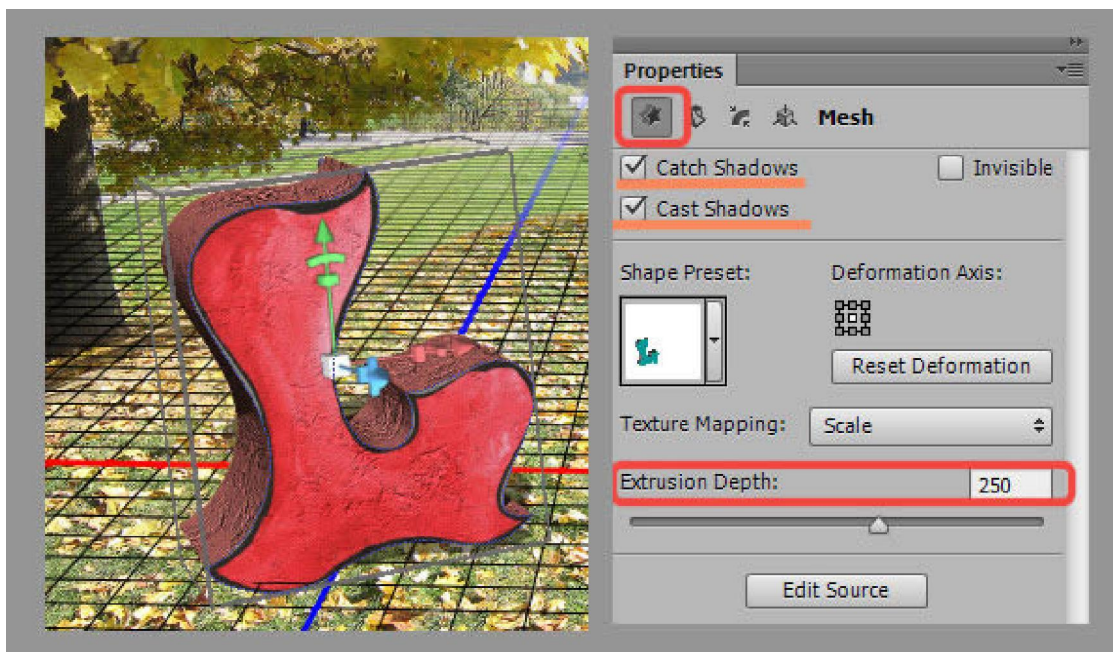 Properties
Mesh
Catch Shadows Invisible
Cast Shadows
Shape Preset: Deformation Axis:
Reset Deformation
Texture Mapping: Scale
Extrusion Depth: 250
Edit Source